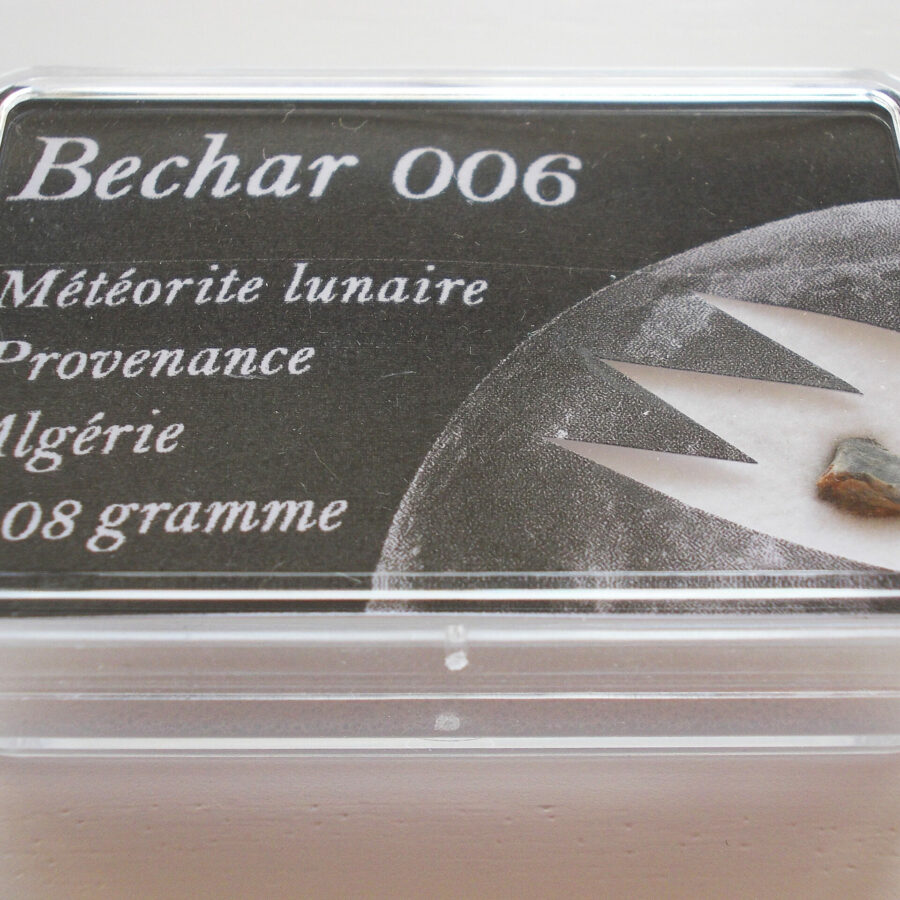 Bechar 006
Météorite lunaire
Provenance
Algérie
08 gramme